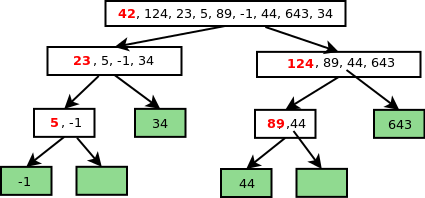 42, 124, 23, 5, 89, -1, 44, 643, 34
23, 5, -1, 34
124, 89, 44, 643
5, -1
34
89,44
643
-1
44